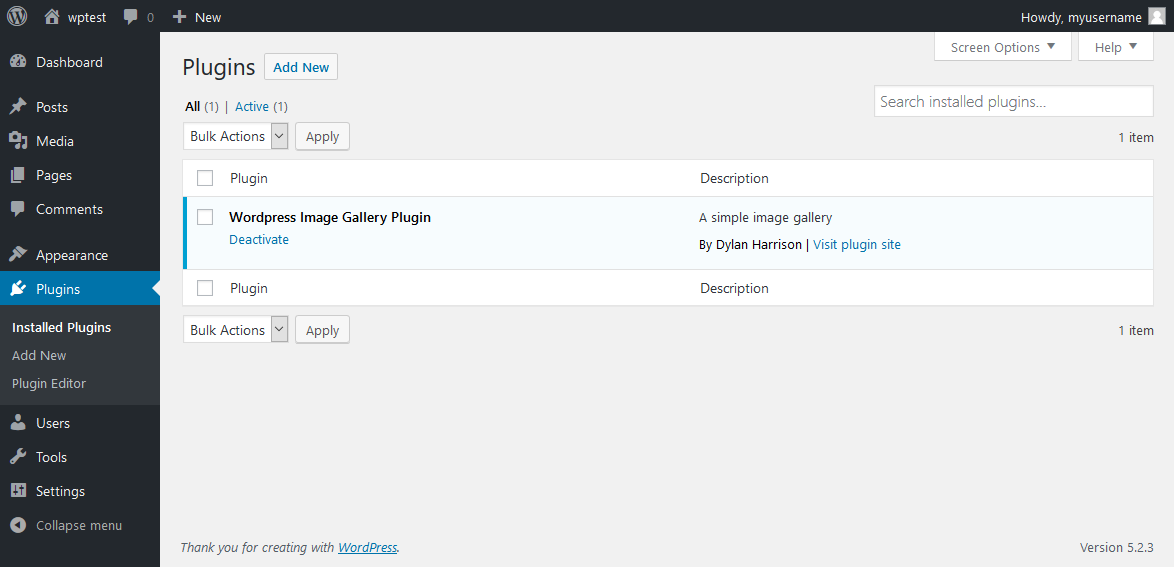 wptest 0 New Howdy, myusername
Screen Options Help
Dashboard
Posts
Media
Pages
Comments
Appearance
Plugins
Installed Plugins
Add New
Plugin Editor
Users
Tools
Settings
Collapse menu
Plugins Add New
All (1) | Active (1)
Search installed plugins...
Bulk Actions Apply 1 item
Plugin Description
Wordpress Image Gallery Plugin A simple image gallery
Deactivate By Dylan Harrison | Visit plugin site
Plugin Description
Bulk Actions Apply 1 item
Thank you for creating with WordPress. Version 5.2.3